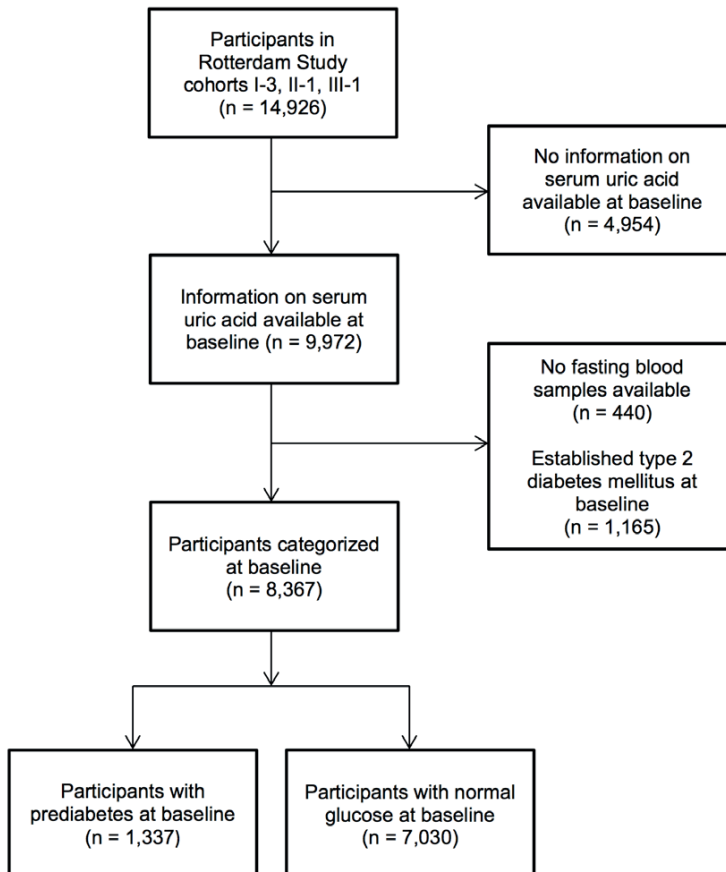 Participants in
Rotterdam Study
cohorts I-3, II-1, III-1
(n = 14,926)
No information on
serum uric acid
available at baseline
(n = 4,954)
Information on serum
uric acid available at
baseline (n = 9,972)
No fasting blood
samples available
(n = 440)
Established type 2
diabetes mellitus at
baseline
(n = 1,165)
Participants categorized
at baseline
(n = 8,367)
Participants with
prediabetes at baseline
(n = 1,337)
Participants with normal
glucose at baseline
(n = 7,030)